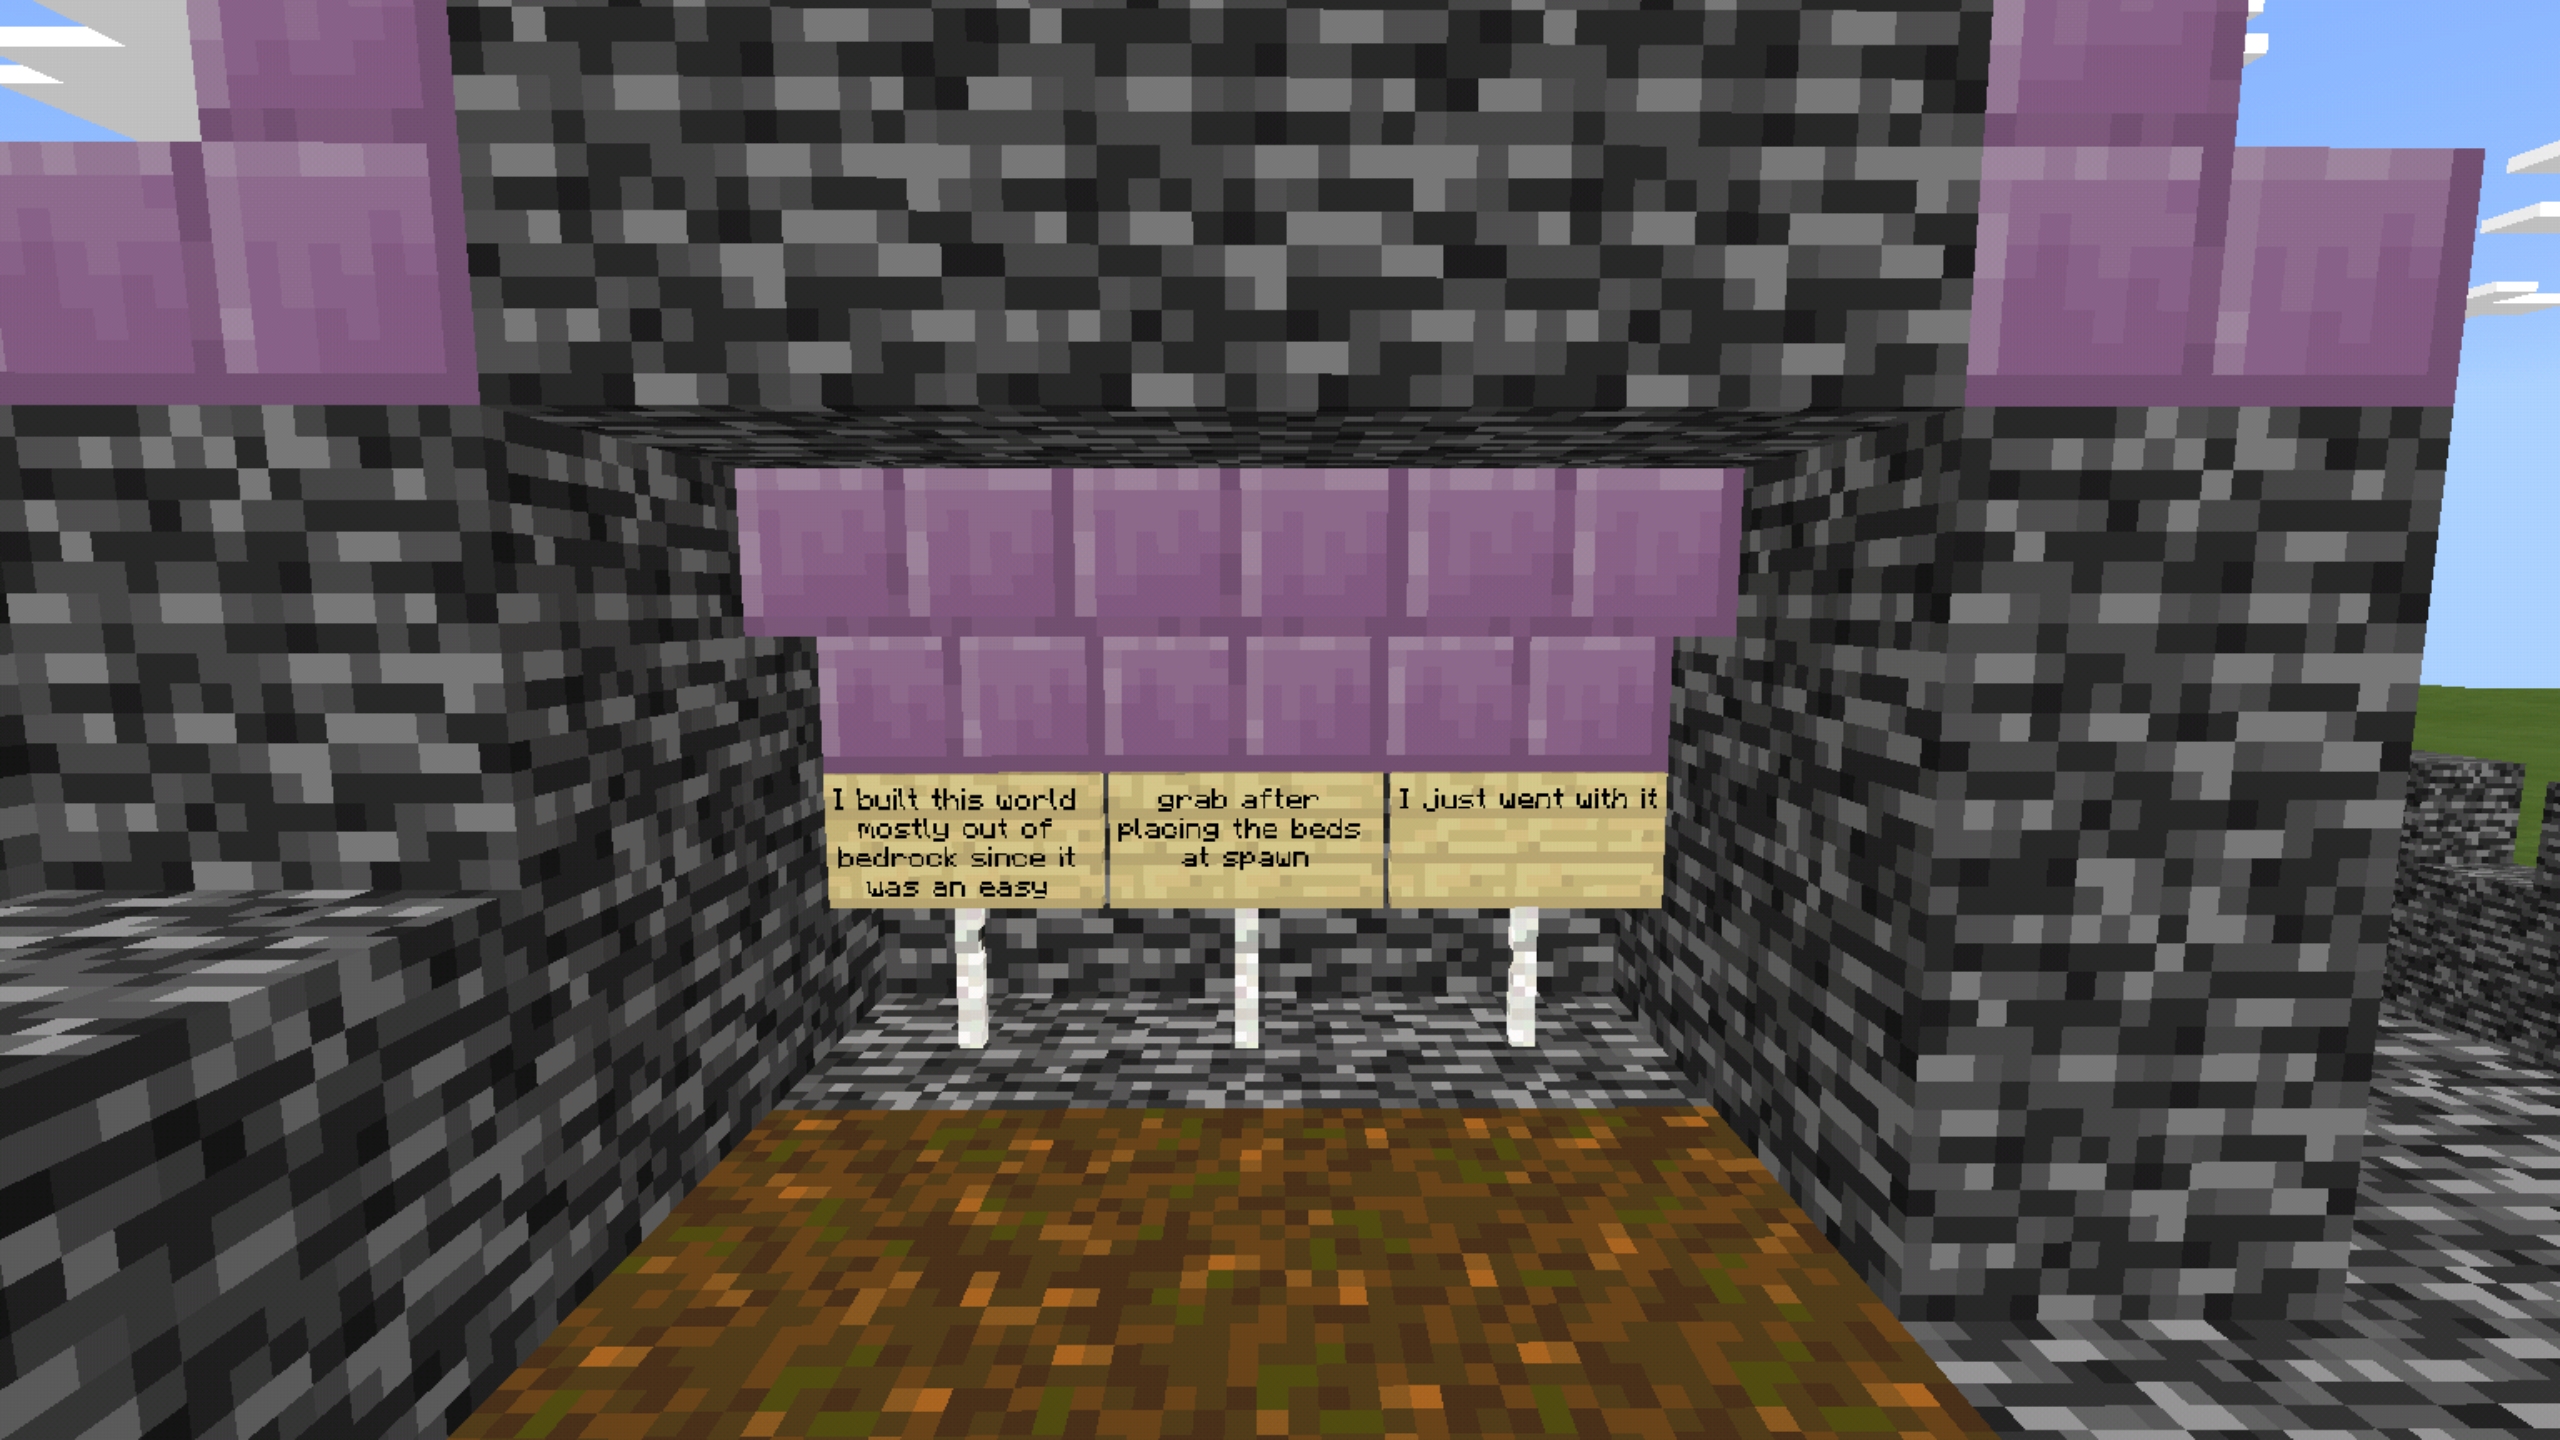 I built this world
mostly out of
bedrock since it
was an easy
grab after
placing the beds
at spawn
I just went with it